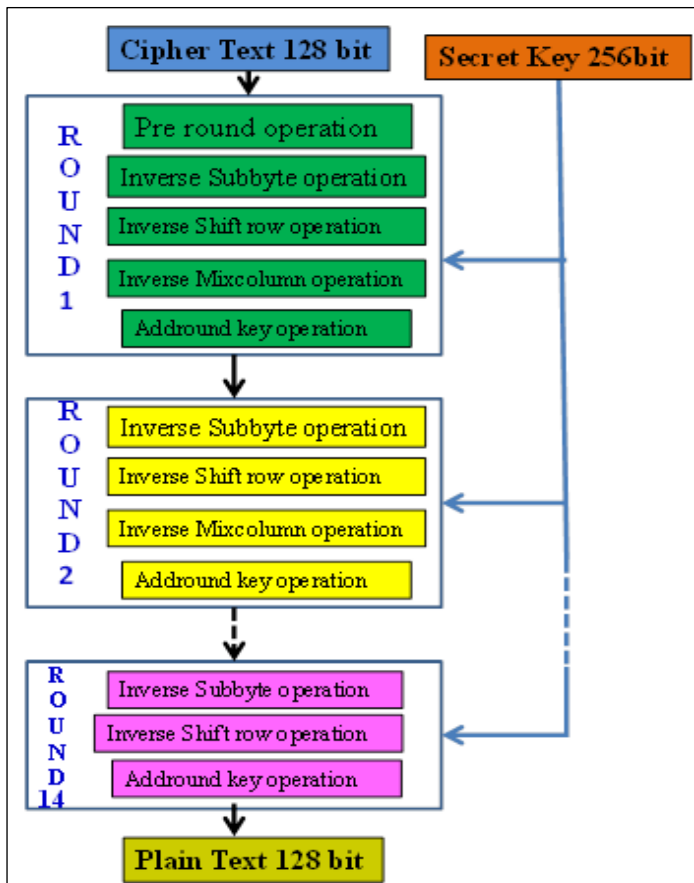 Cipher Text 128 bit
Secret Key 256bit
ROUND 1
Pre round operation
Inverse Subbyte operation
Inverse Shift row operation
Inverse Mixcolumn operation
Addround key operation
ROUND 2
Inverse Subbyte operation
Inverse Shift row operation
Inverse Mixcolumn operation
Addround key operation
ROUND 14
Inverse Subbyte operation
Inverse Shift row operation
Addround key operation
Plain Text 128 bit